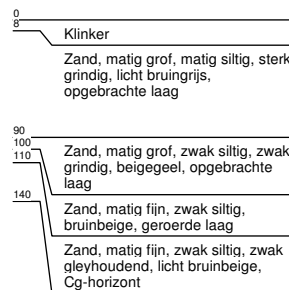 0
8
Klinker
Zand, matig grof, matig siltig, sterk
grindig, licht bruingrijs,
opgebrachte laag
90
Zand, matig grof, zwak siltig, zwak
grindig, beigegeel, opgebrachte
laag
100
Zand, matig fijn, zwak siltig,
bruinbeige, geroerde laag
110
Zand, matig fijn, zwak siltig, zwak
gleyhoudend, licht bruinbeige,
Cg-horizont
140